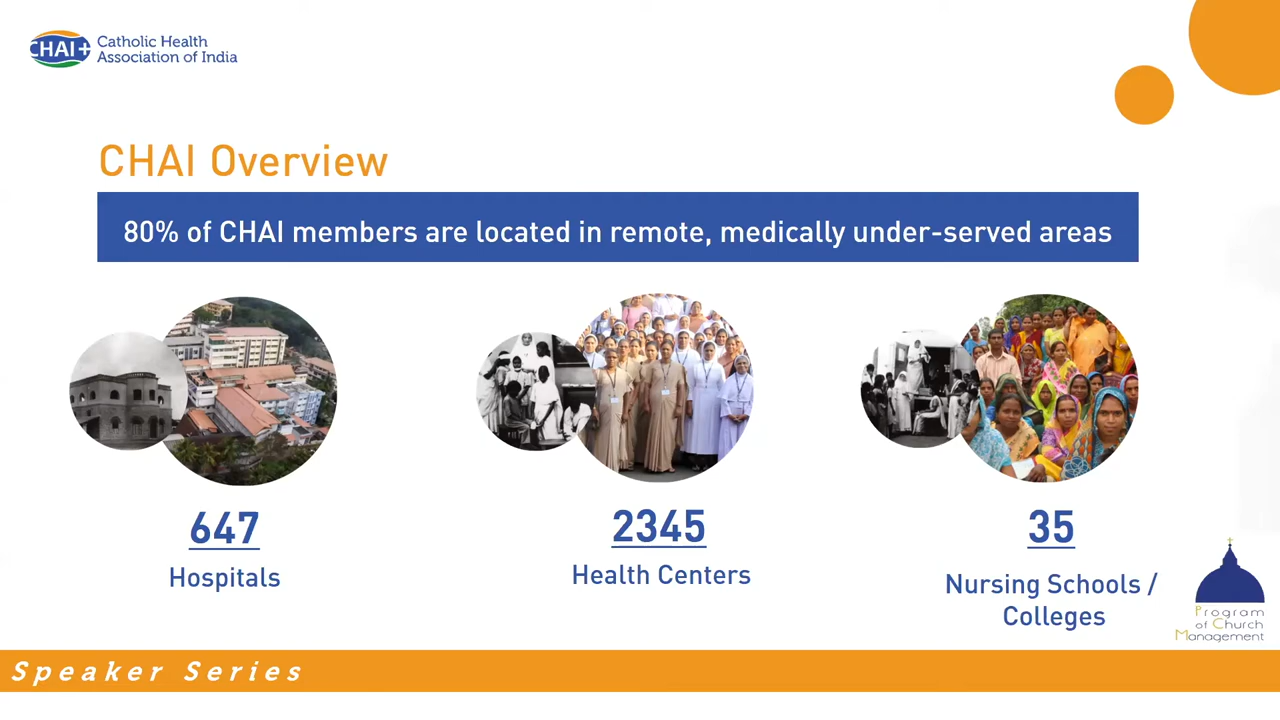 CHAI+
Catholic Health
Association of India
CHAI Overview
80% of CHAI members are located in remote, medically under-served areas
647
Hospitals
2345
Health Centers
35
Nursing Schools /
Colleges
Program
of Church
Management
Speaker Series